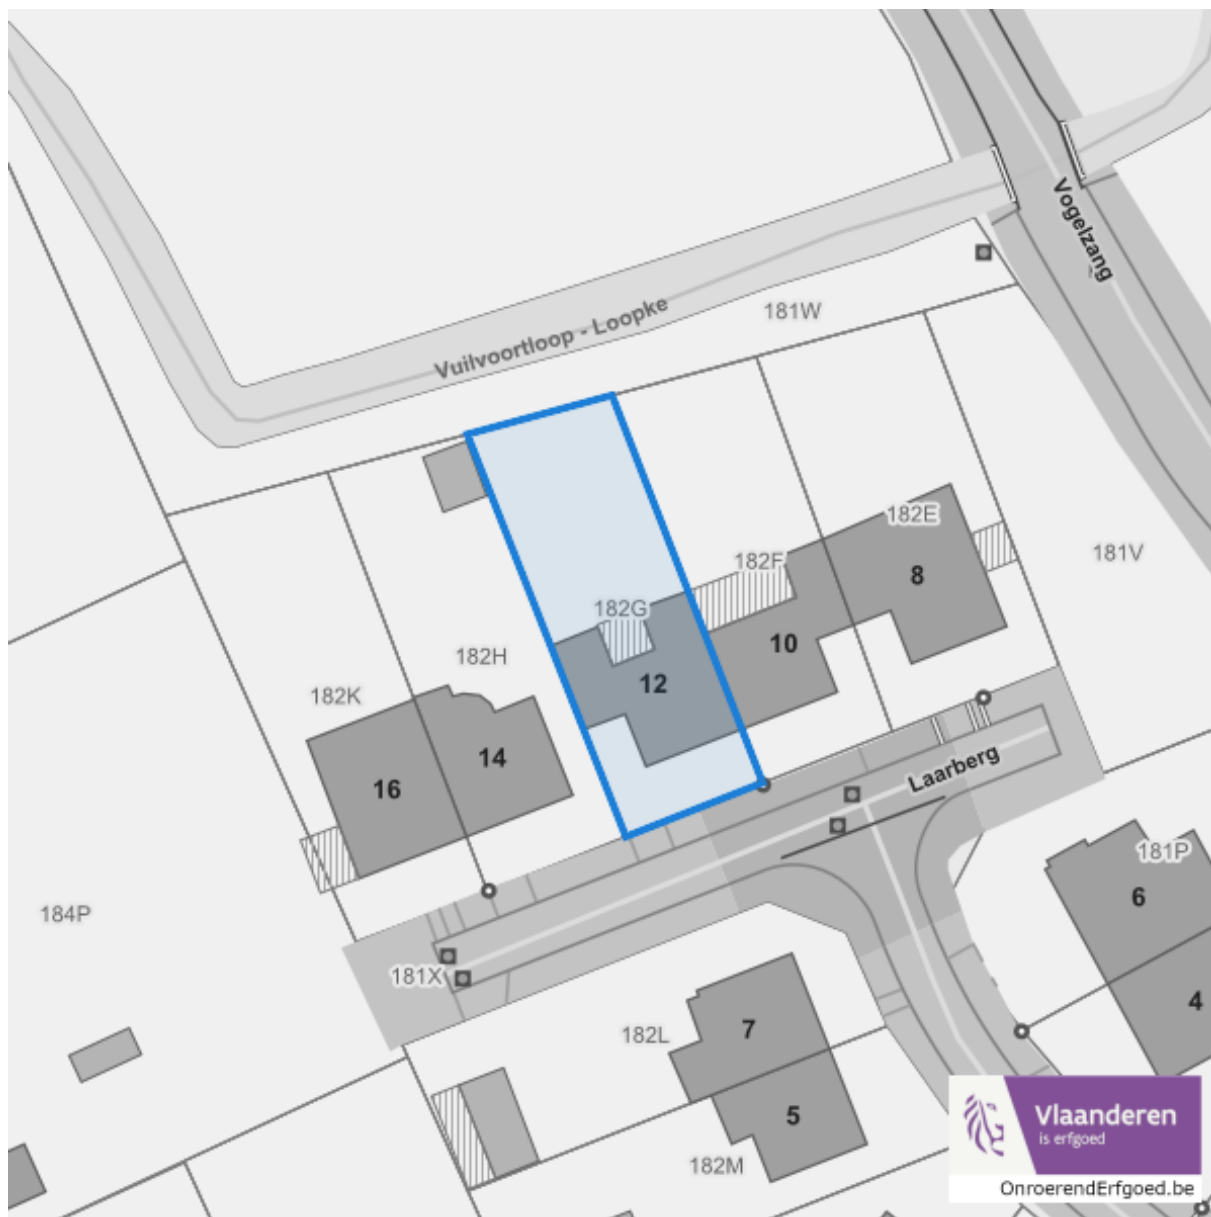 Vogelzang
181W
Vuilvoortloop - Loopke
182E
181V
182F
8
182G
10
182H
12
182K
14
16
Laarberg
181P
6
184P
181X
4
182L
7
5
182M
Vlaanderen
is erfgoed
OnroerendErfgoed.be